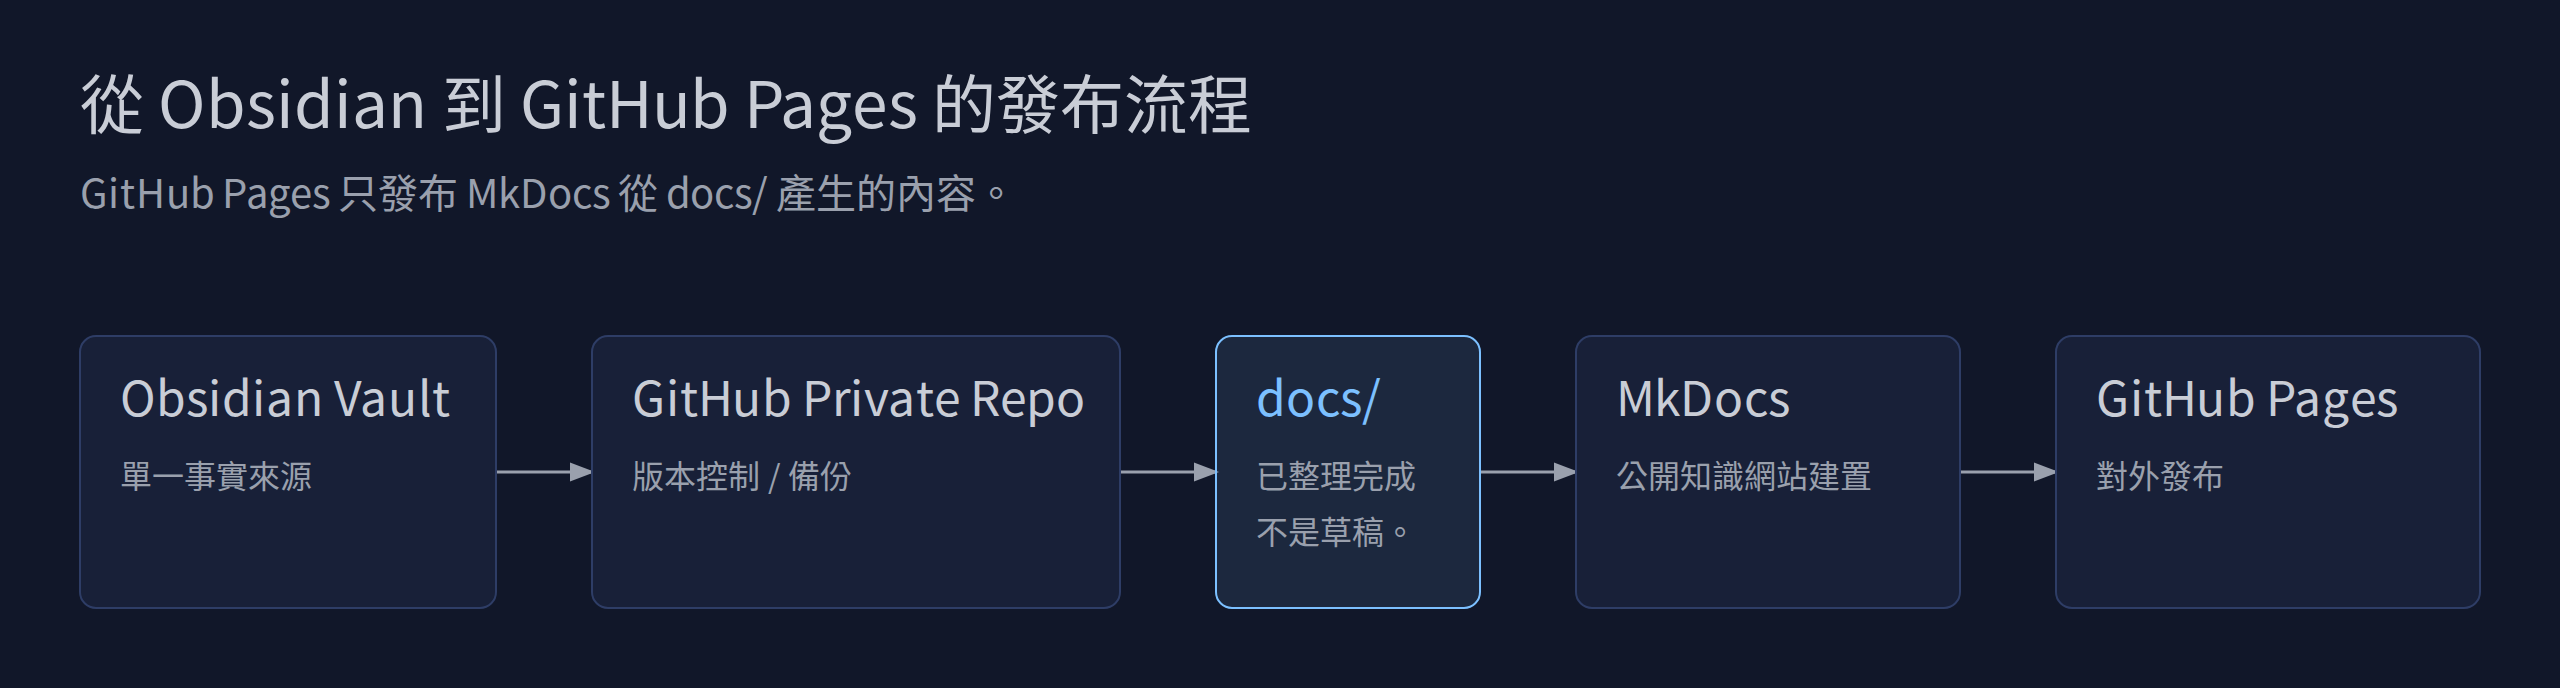 從 Obsidian 到 GitHub Pages 的發布流程
GitHub Pages 只發布 MkDocs 從 docs/ 產生的內容。
Obsidian Vault
單一事實來源
GitHub Private Repo
版本控制 / 備份
docs/
已整理完成
不是草稿。
MkDocs
公開知識網站建置
GitHub Pages
對外發布